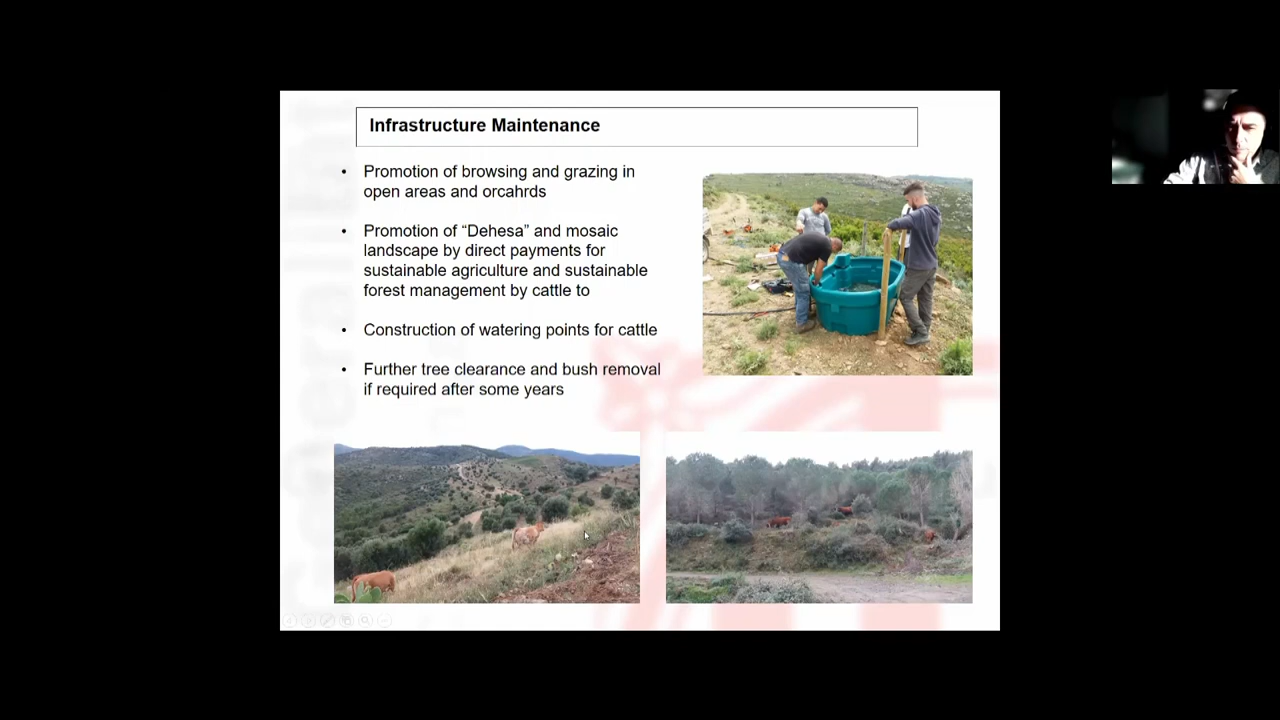 Infrastructure Maintenance
• Promotion of browsing and grazing in
open areas and orcahrds
• Promotion of “Dehesa” and mosaic
landscape by direct payments for
sustainable agriculture and sustainable
forest management by cattle to
• Construction of watering points for cattle
• Further tree clearance and bush removal
if required after some years